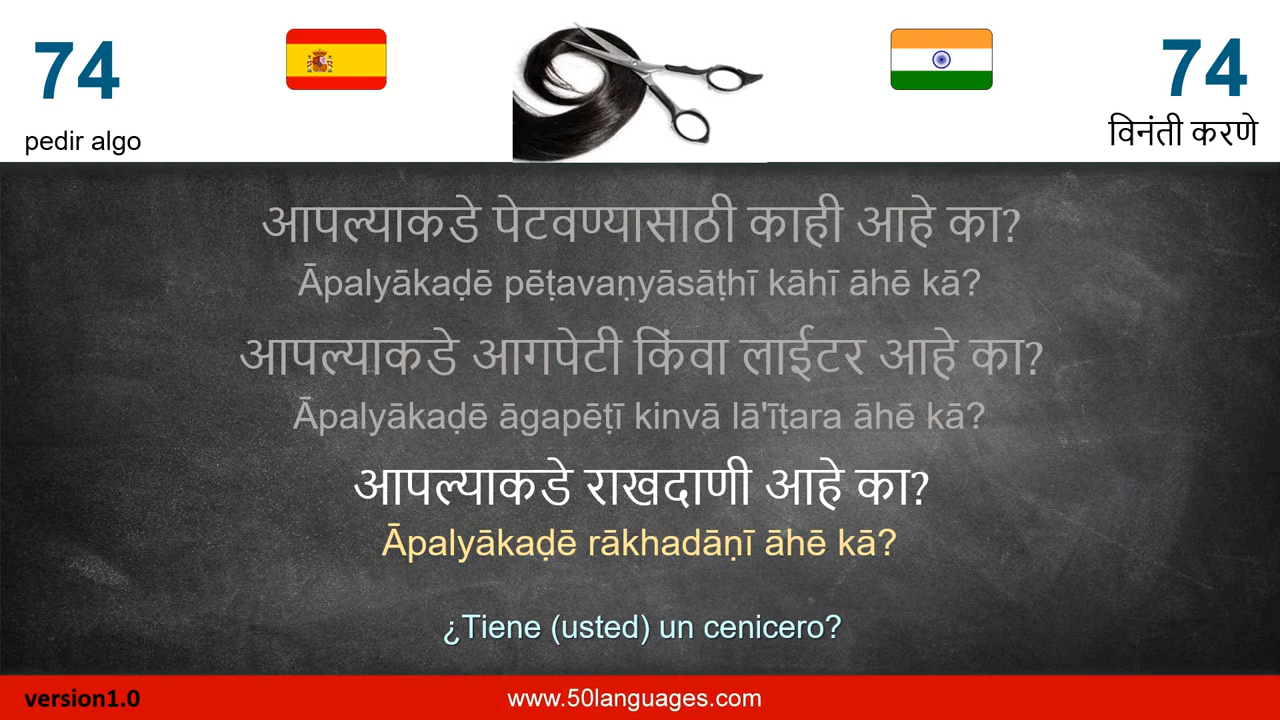 74
pedir algo
74
विनंती करणे
आपल्याकडे पेटवण्यासाठी काही आहे का?
Āpalyākaḍē pēṭavaṇyāsāṭhī kāhī āhē kā?
आपल्याकडे आगपेटी किंवा लाईटर आहे का?
Āpalyākaḍē āgapēṭī kinvā lā'īṭara āhē kā?
आपल्याकडे राखदाणी आहे का?
Āpalyākaḍē rākhadāṇī āhē kā?
¿Tiene (usted) un cenicero?
version1.0
www.50languages.com